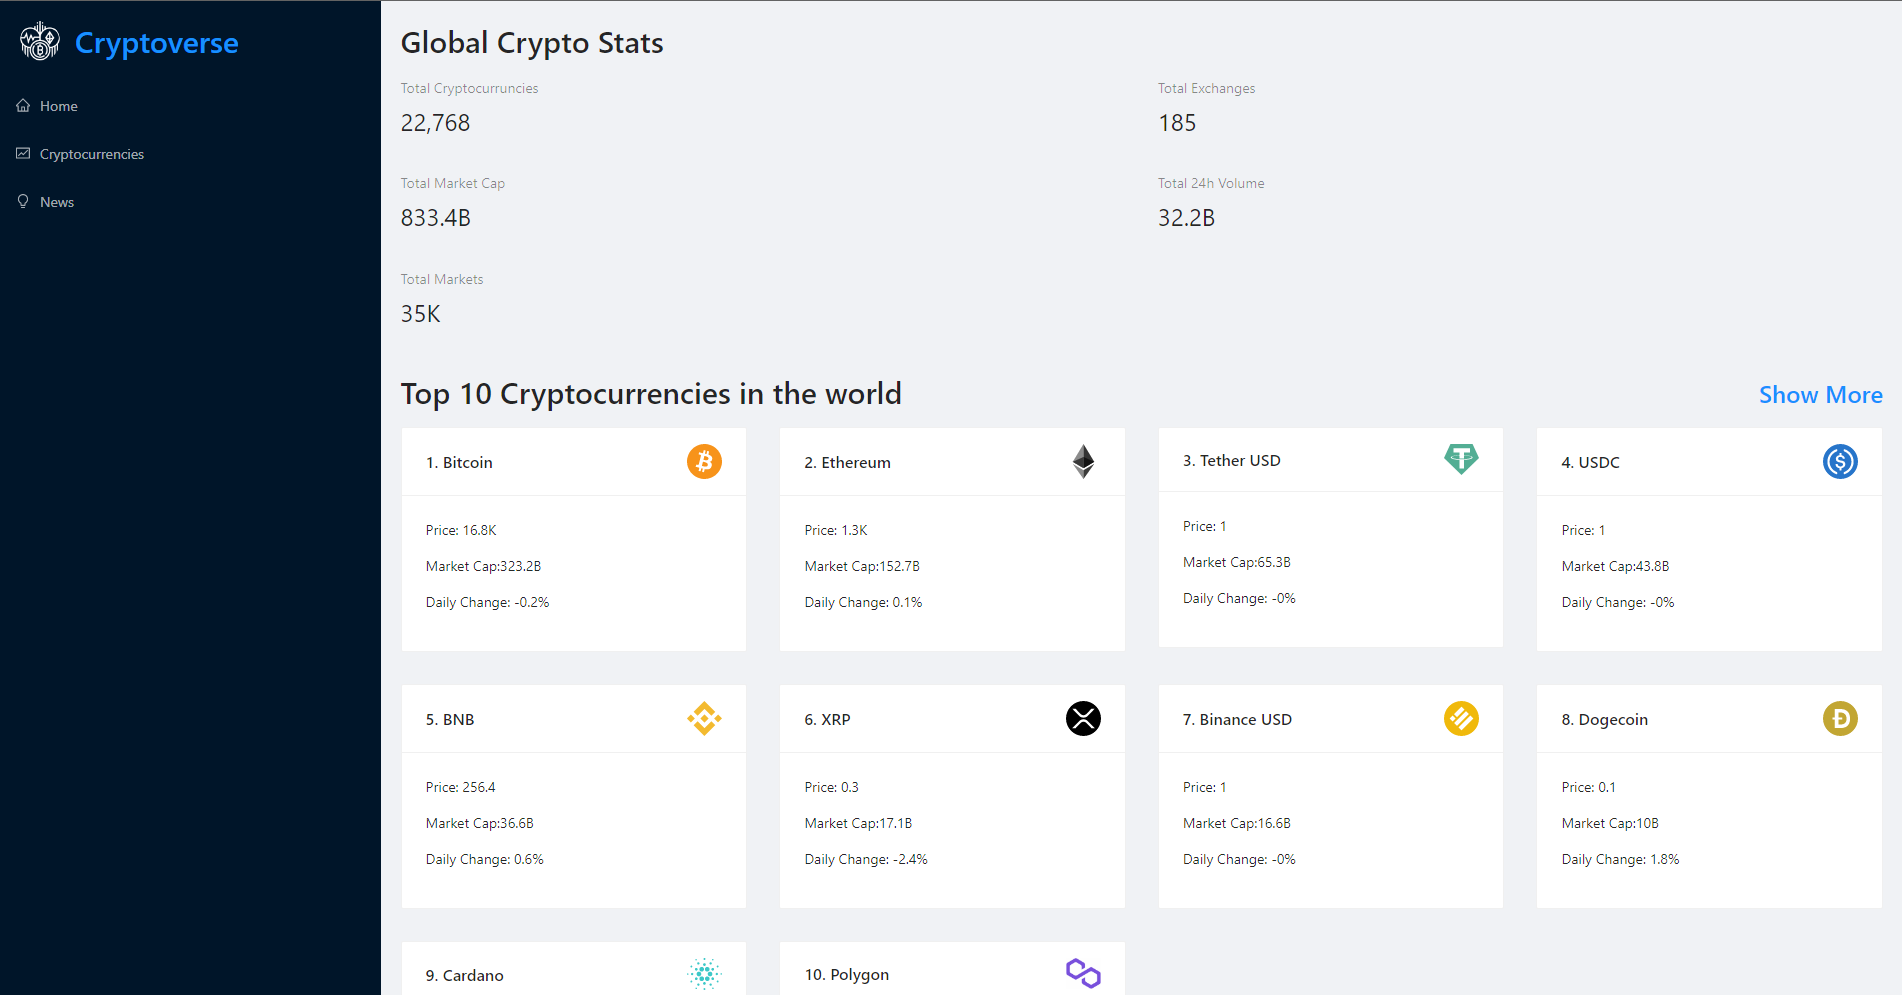 Cryptoverse
Home
Cryptocurrencies
News
Global Crypto Stats
Total Cryptocurruncies
22,768
Total Exchanges
185
Total Market Cap
833.4B
Total 24h Volume
32.2B
Total Markets
35K
Top 10 Cryptocurrencies in the world
Show More
1. Bitcoin
Price: 16.8K
Market Cap:323.2B
Daily Change: -0.2%
2. Ethereum
Price: 1.3K
Market Cap:152.7B
Daily Change: 0.1%
3. Tether USD
Price: 1
Market Cap:65.3B
Daily Change: -0%
4. USDC
Price: 1
Market Cap:43.8B
Daily Change: -0%
5. BNB
Price: 256.4
Market Cap:36.6B
Daily Change: 0.6%
6. XRP
Price: 0.3
Market Cap:17.1B
Daily Change: -2.4%
7. Binance USD
Price: 1
Market Cap:16.6B
Daily Change: -0%
8. Dogecoin
Price: 0.1
Market Cap:10B
Daily Change: 1.8%
9. Cardano
10. Polygon